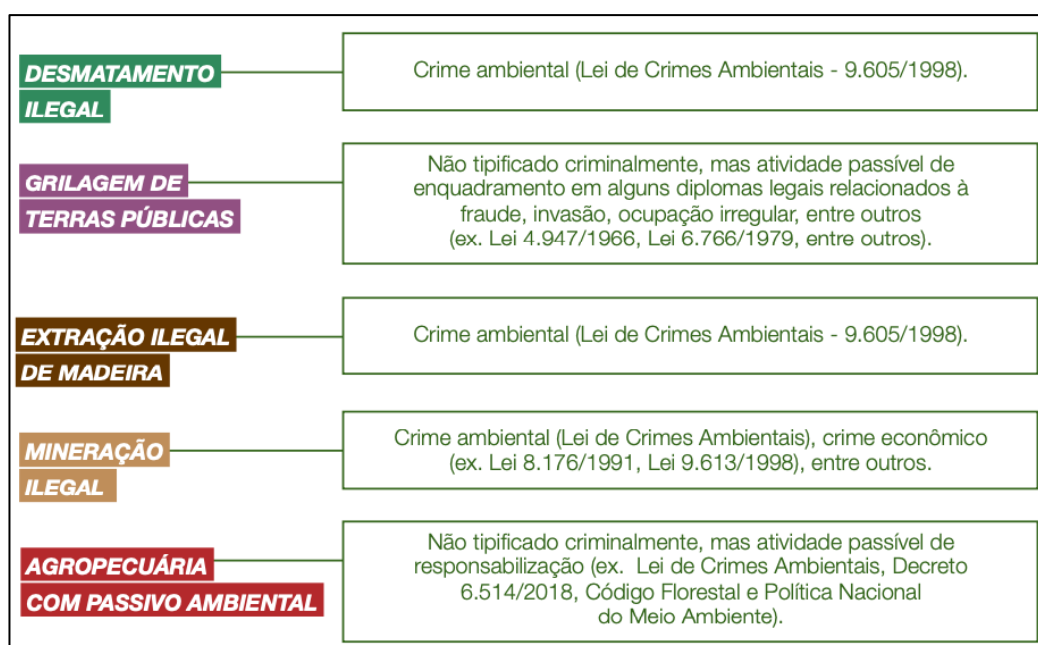 DESMATAMENTO
ILEGAL
Crime ambiental (Lei de Crimes Ambientais - 9.605/1998).
GRILAGEM DE
TERRAS PÚBLICAS
Não tipificado criminalmente, mas atividade passível de
enquadramento em alguns diplomas legais relacionados à
fraude, invasão, ocupação irregular, entre outros
(ex. Lei 4.947/1966, Lei 6.766/1979, entre outros).
EXTRAÇÃO ILEGAL
DE MADEIRA
Crime ambiental (Lei de Crimes Ambientais - 9.605/1998).
MINERAÇÃO
ILEGAL
Crime ambiental (Lei de Crimes Ambientais), crime econômico
(ex. Lei 8.176/1991, Lei 9.613/1998), entre outros.
AGROPECUÁRIA
COM PASSIVO AMBIENTAL
Não tipificado criminalmente, mas atividade passível de
responsabilização (ex. Lei de Crimes Ambientais, Decreto
6.514/2018, Código Florestal e Política Nacional
do Meio Ambiente).